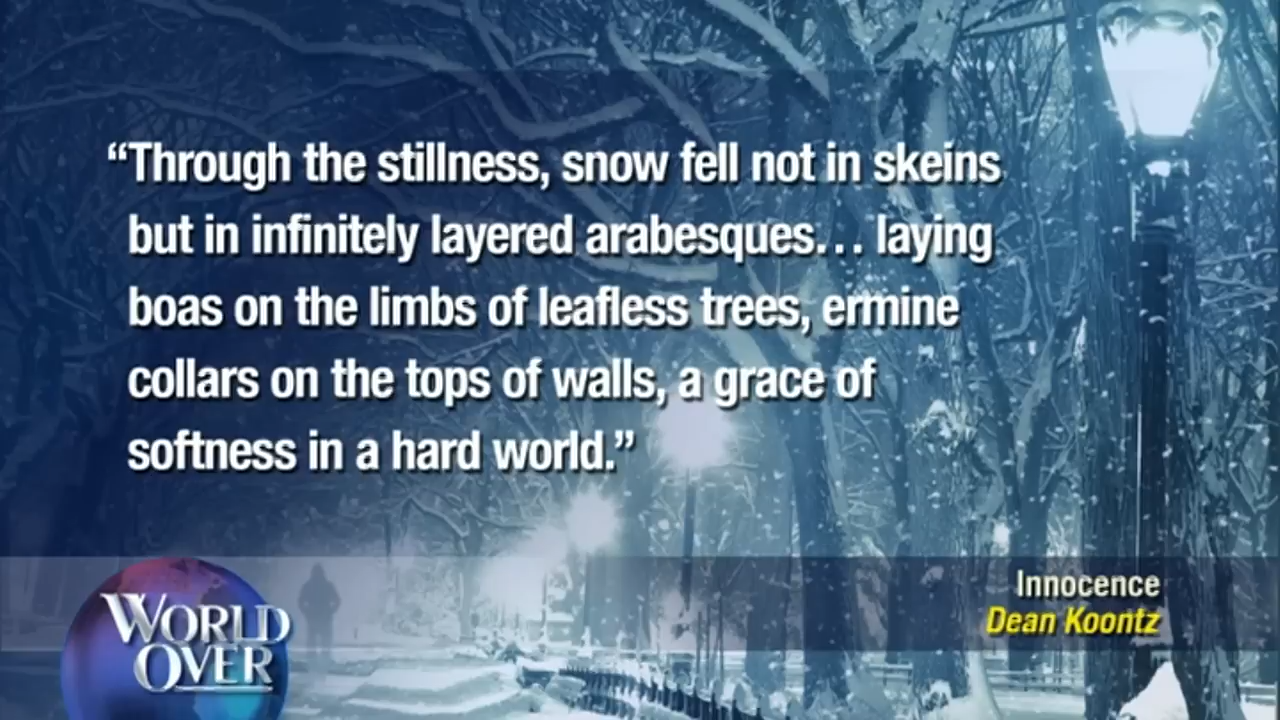 “Through the stillness, snow fell not in skeins
but in infinitely layered arabesques… laying
boas on the limbs of leafless trees, ermine
collars on the tops of walls, a grace of
softness in a hard world.”
Innocence
Dean Koontz
WORLD
OVER